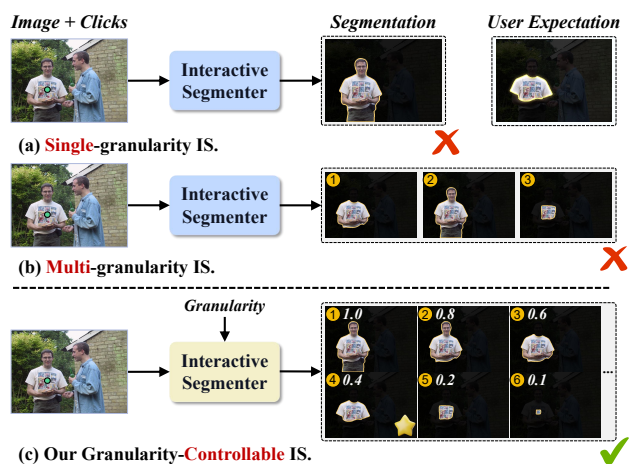 Image + Clicks
Segmentation
User Expectation
Interactive
Segmenter
(a) Single-granularity IS.
Interactive
Segmenter
1
2
3
(b) Multi-granularity IS.
Granularity
Interactive
Segmenter
1 1.0
2 0.8
3 0.6
4 0.4
5 0.2
6 0.1
...
(c) Our Granularity-Controllable IS.